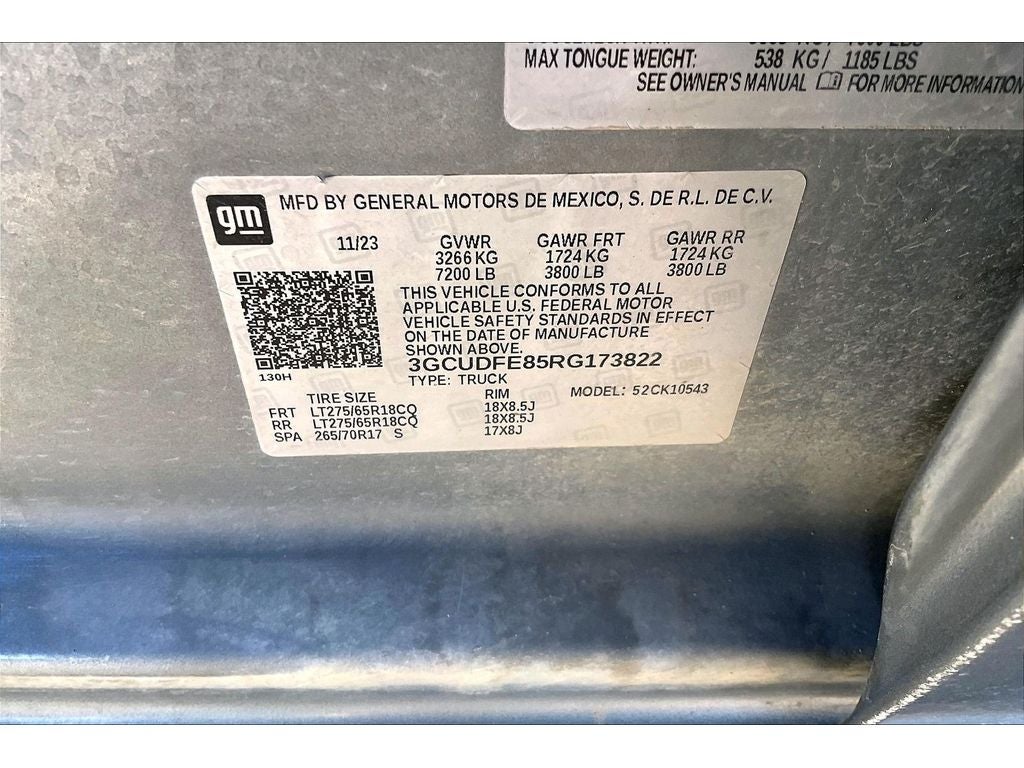 MAX TONGUE WEIGHT: 538 KG / 1185 LBS
SEE OWNER'S MANUAL FOR MORE INFORMATION
gm
MFD BY GENERAL MOTORS DE MEXICO, S. DE R.L. DE C.V.
11/23 GVWR GAWR FRT GAWR RR
3266 KG 1724 KG 1724 KG
7200 LB 3800 LB 3800 LB
THIS VEHICLE CONFORMS TO ALL
APPLICABLE U.S. FEDERAL MOTOR
VEHICLE SAFETY STANDARDS IN EFFECT
ON THE DATE OF MANUFACTURE
SHOWN ABOVE.
3GCUDFE85RG173822
130H
TYPE: TRUCK MODEL: 52CK10543
TIRE SIZE RIM
FRT LT275/65R18CQ 18X8.5J
RR LT275/65R18CQ 18X8.5J
SPA 265/70R17 S 17X8J